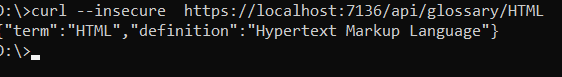 D:\>curl --insecure  https://localhost:7136/api/glossary/HTML
{"term":"HTML","definition":"Hypertext Markup Language"}
D:\>